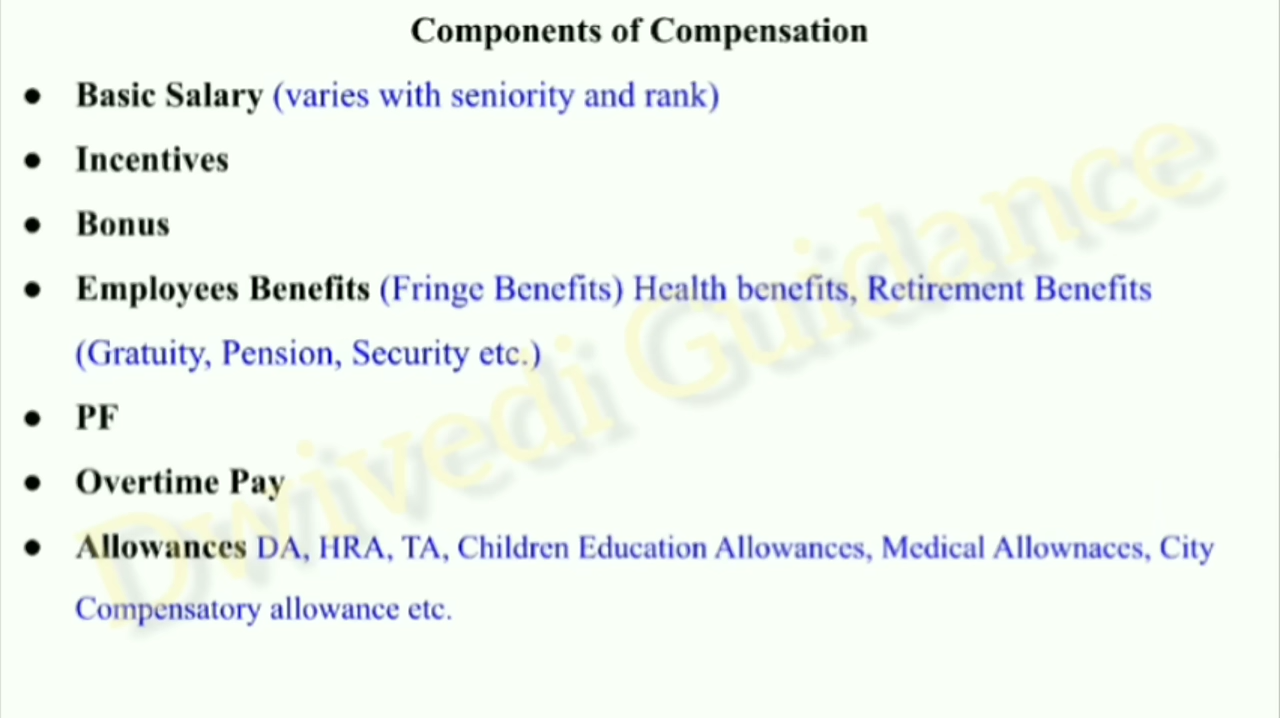 Components of Compensation
● Basic Salary (varies with seniority and rank)
● Incentives
● Bonus
● Employees Benefits (Fringe Benefits) Health benefits, Retirement Benefits
(Gratuity, Pension, Security etc.)
● PF
● Overtime Pay
● Allowances DA, HRA, TA, Children Education Allowances, Medical Allownaces, City
Compensatory allowance etc.
Dwivedi Guidance